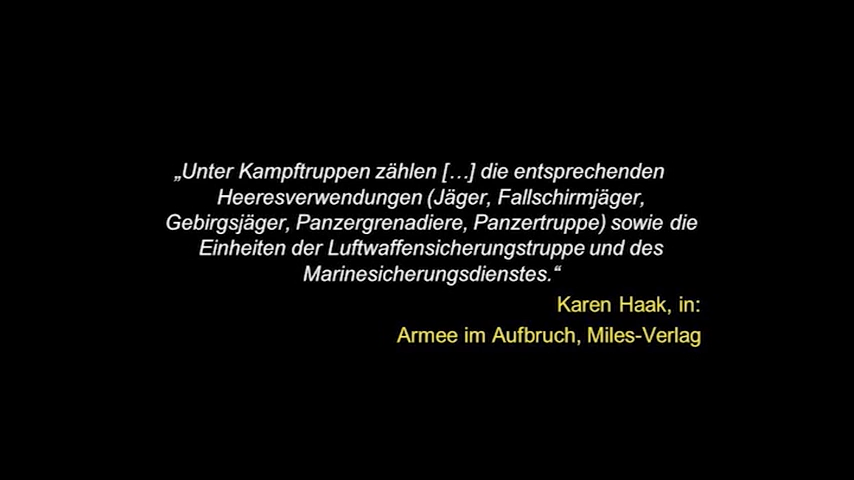 „Unter Kampftruppen zählen […] die entsprechenden
Heeresverwendungen (Jäger, Fallschirmjäger,
Gebirgsjäger, Panzergrenadiere, Panzertruppe) sowie die
Einheiten der Luftwaffensicherungstruppe und des
Marinesicherungsdienstes.“
Karen Haak, in:
Armee im Aufbruch, Miles-Verlag